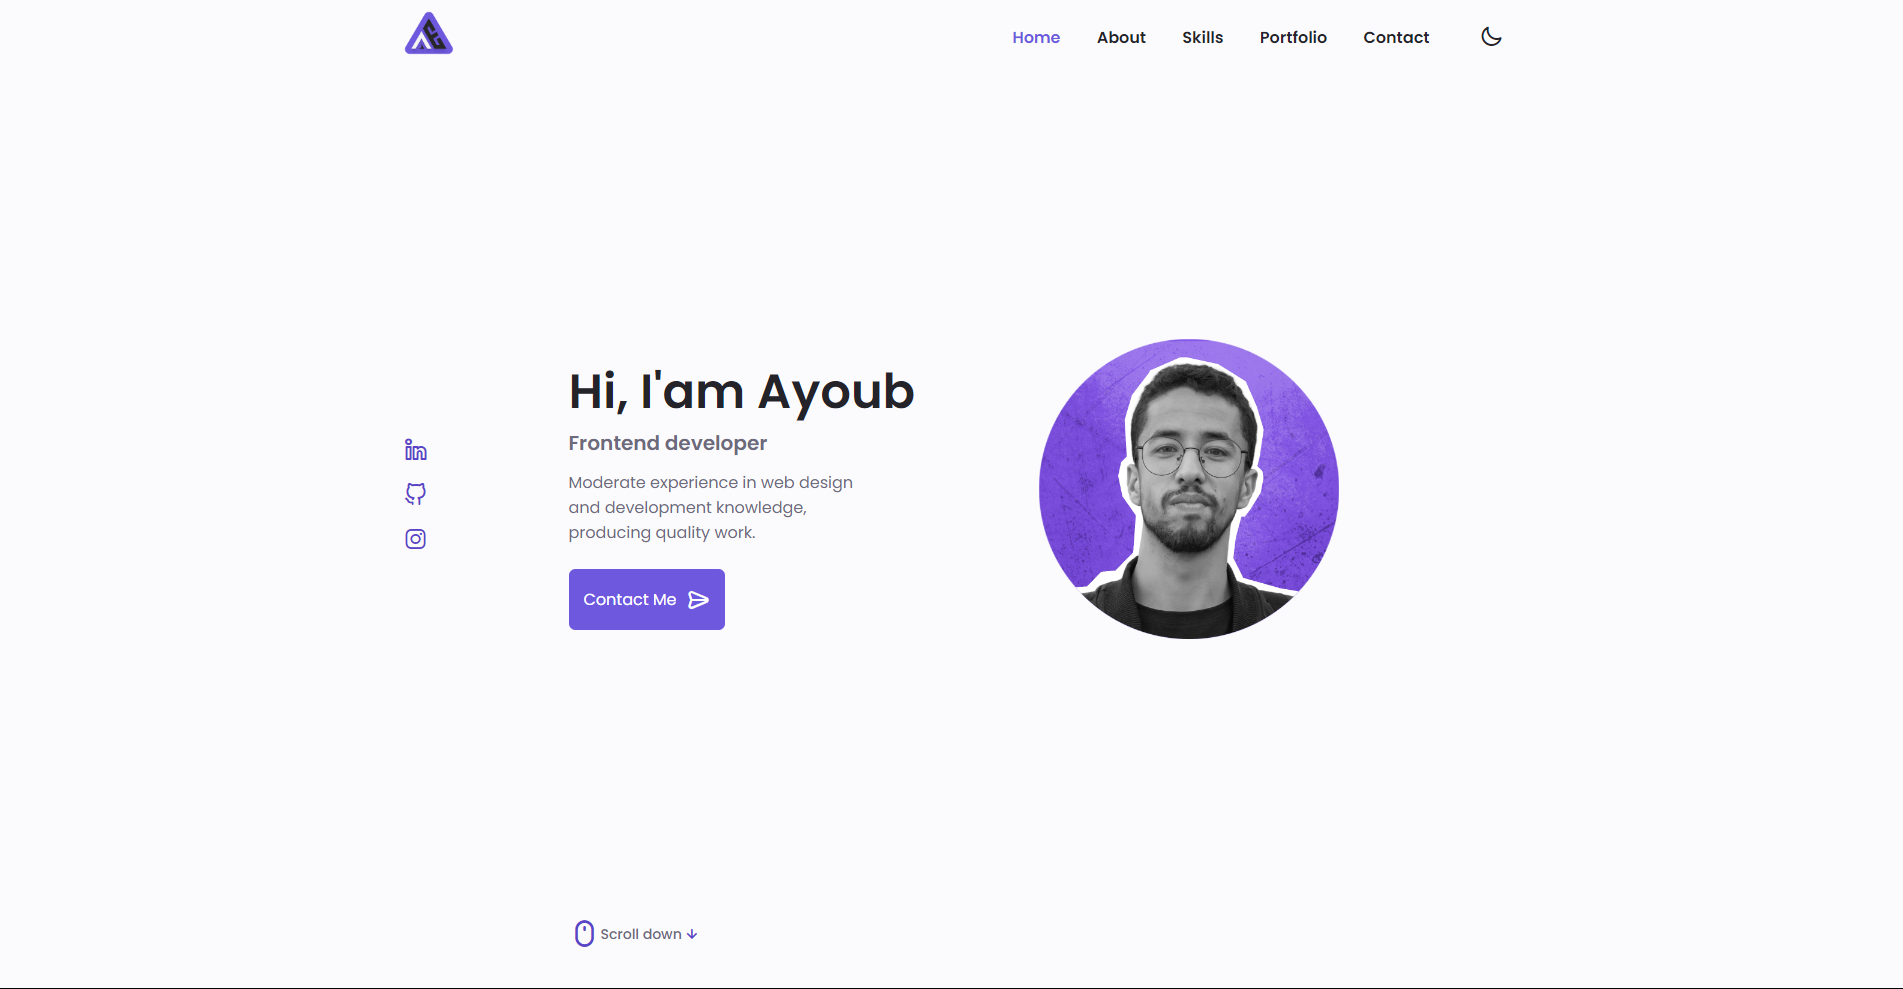 Home About Skills Portfolio Contact
Hi, I'am Ayoub
Frontend developer
Moderate experience in web design
and development knowledge,
producing quality work.
Contact Me
Scroll down